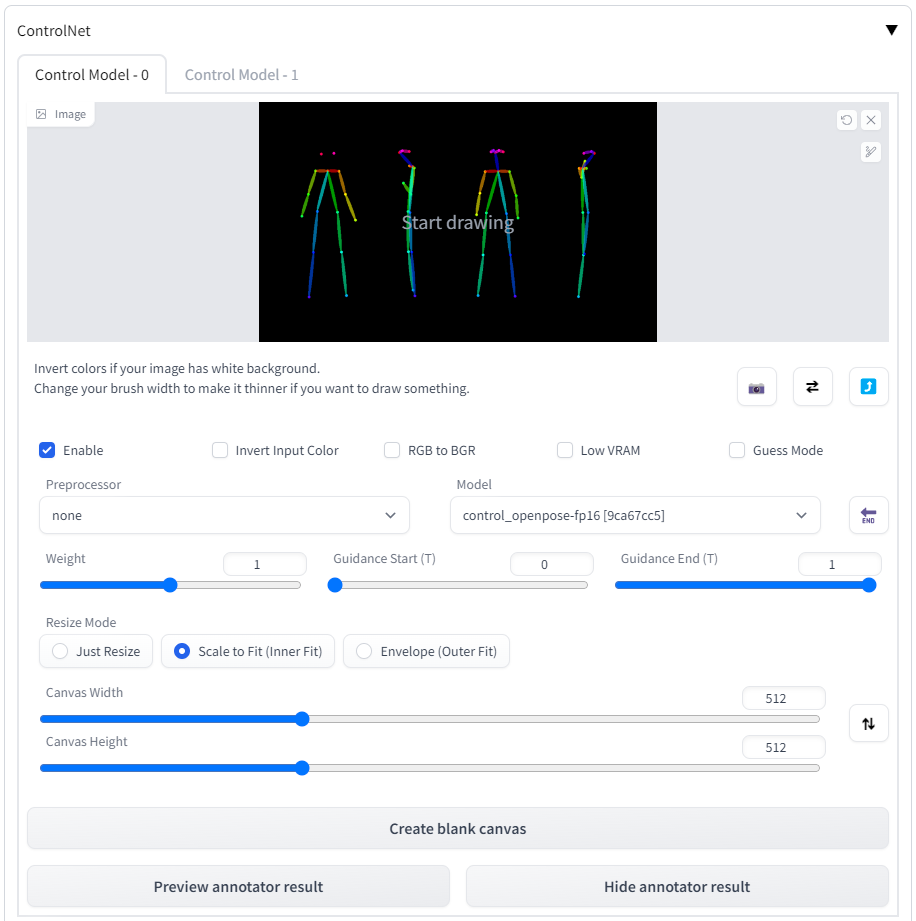 ControlNet
Control Model - 0
Control Model - 1
Image
Start drawing
Invert colors if your image has white background.
Change your brush width to make it thinner if you want to draw something.
Enable
Invert Input Color
RGB to BGR
Low VRAM
Guess Mode
Preprocessor
none
Model
control_openpose-fp16 [9ca67cc5]
END
Weight
1
Guidance Start (T)
0
Guidance End (T)
1
Resize Mode
Just Resize
Scale to Fit (Inner Fit)
Envelope (Outer Fit)
Canvas Width
512
Canvas Height
512
Create blank canvas
Preview annotator result
Hide annotator result